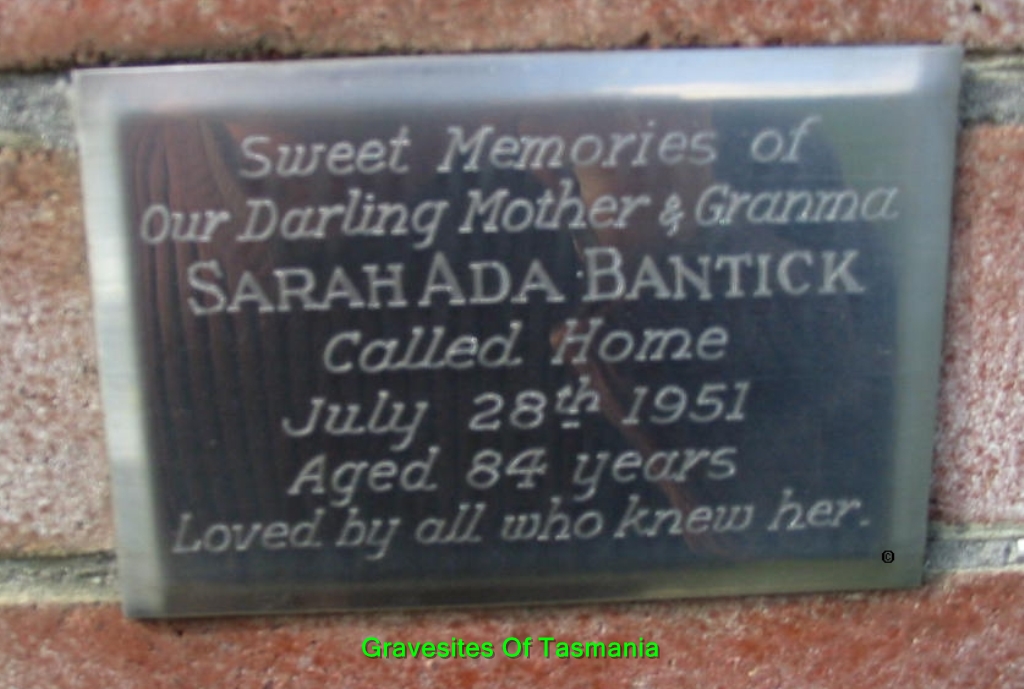 Sweet Memories of
Our Darling Mother & Granma
SARAH ADA BANTICK
Called Home
July 28th 1951
Aged 84 years
Loved by all who knew her.
©
Gravesites Of Tasmania